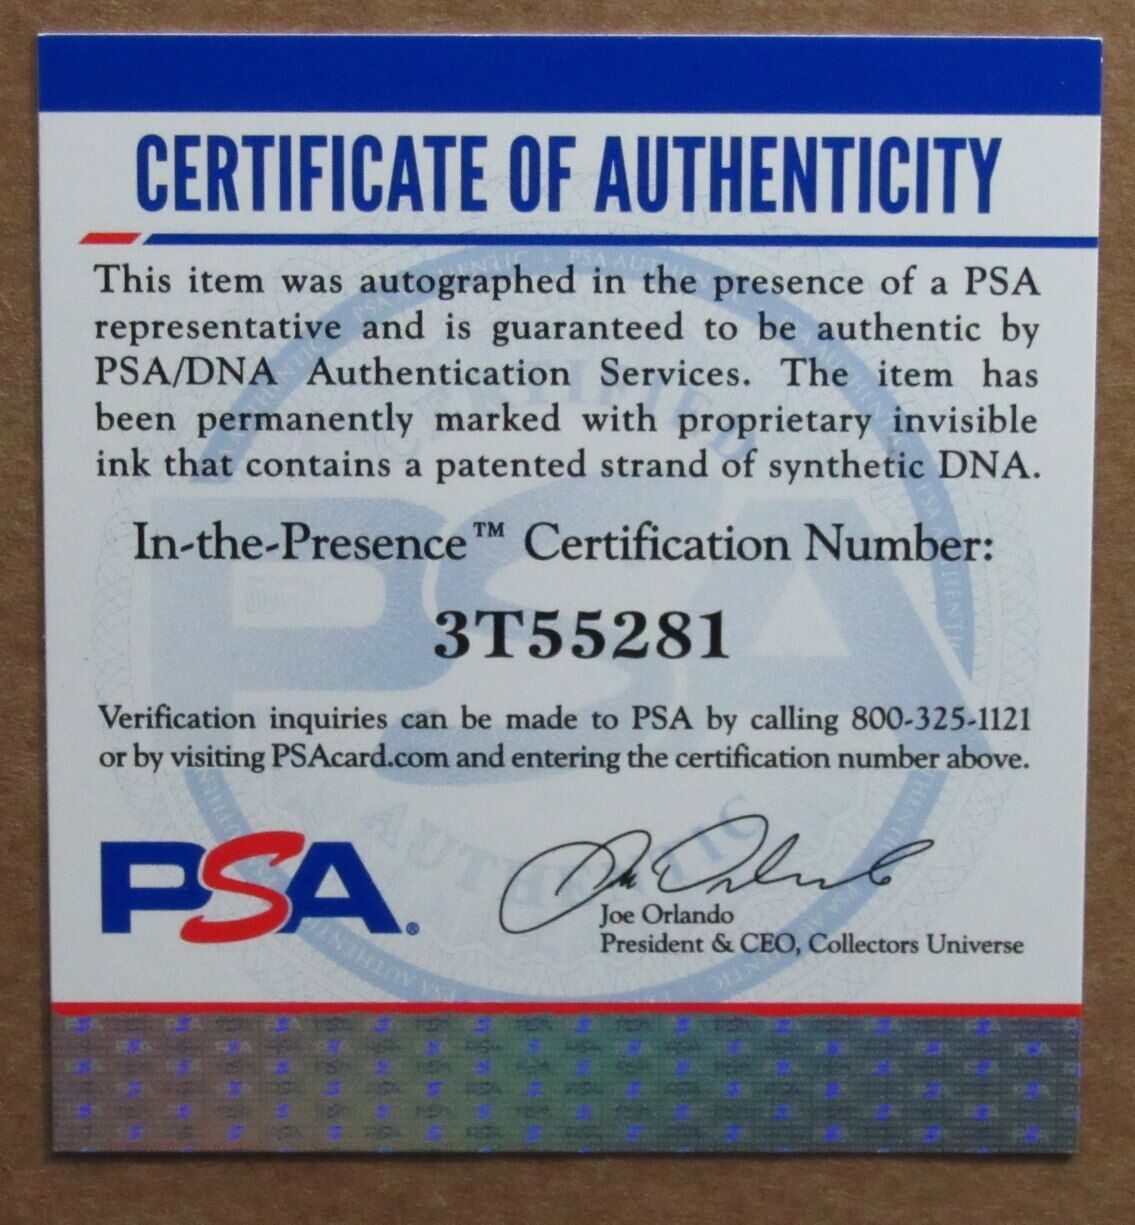 CERTIFICATE OF AUTHENTICITY
This item was autographed in the presence of a PSA
representative and is guaranteed to be authentic by
PSA/DNA Authentication Services. The item has
been permanently marked with proprietary invisible
ink that contains a patented strand of synthetic DNA.
In-the-Presence™ Certification Number:
3T55281
Verification inquiries can be made to PSA by calling 800-325-1121
or by visiting PSAcard.com and entering the certification number above.
PSA®
Joe Orlando
President & CEO, Collectors Universe